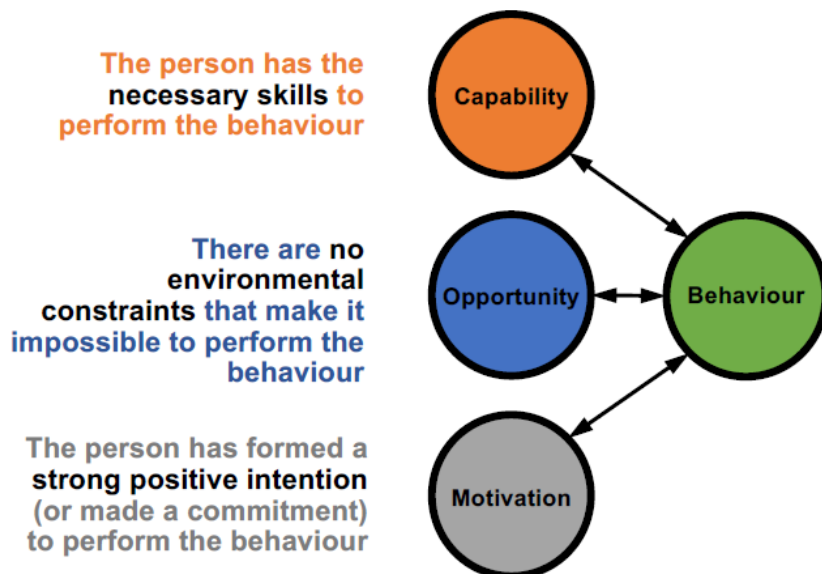 The person has the
necessary skills to
perform the behaviour
Capability
There are no
environmental
constraints that make it
impossible to perform the
behaviour
Opportunity
Behaviour
The person has formed a
strong positive intention
(or made a commitment)
to perform the behaviour
Motivation